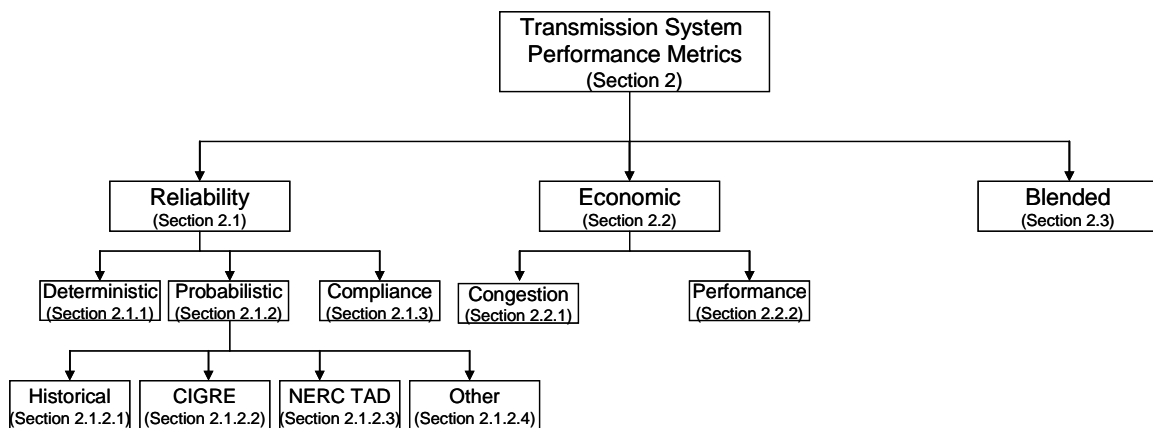 Transmission System
Performance Metrics
(Section 2)
Reliability
(Section 2.1)
Economic
(Section 2.2)
Blended
(Section 2.3)
Deterministic
(Section 2.1.1)
Probabilistic
(Section 2.1.2)
Compliance
(Section 2.1.3)
Congestion
(Section 2.2.1)
Performance
(Section 2.2.2)
Historical
(Section 2.1.2.1)
CIGRE
(Section 2.1.2.2)
NERC TAD
(Section 2.1.2.3)
Other
(Section 2.1.2.4)